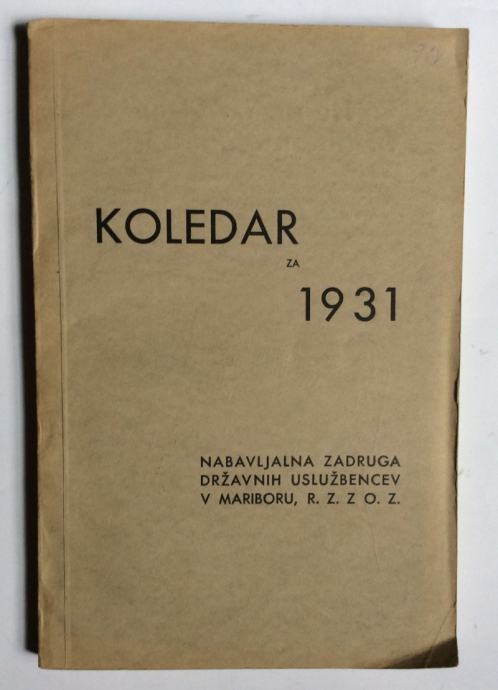 KOLEDAR
ZA
1931
NABAVLJALNA ZADRUGA
DRŽAVNIH USLUŽBENCEV
V MARIBORU, R. Z. Z O. Z.